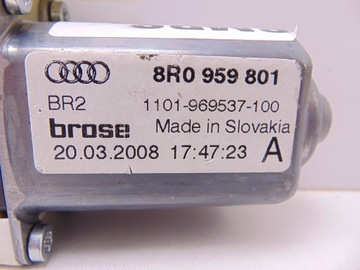 8R0 959 801
BR2 1101-969537-100
brose Made in Slovakia
20.03.2008 17:47:23 A